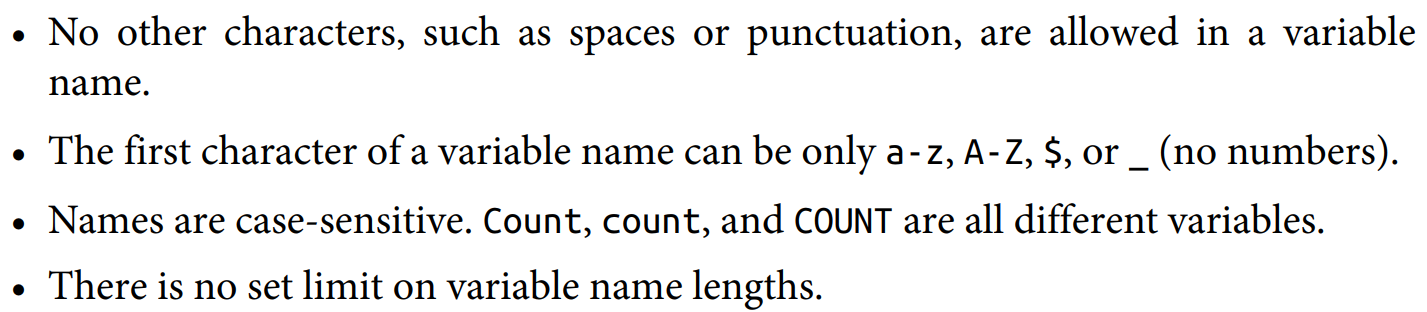 • No other characters, such as spaces or punctuation, are allowed in a variable
name.
• The first character of a variable name can be only a-z, A-Z, $, or _ (no numbers).
• Names are case-sensitive. Count, count, and COUNT are all different variables.
• There is no set limit on variable name lengths.